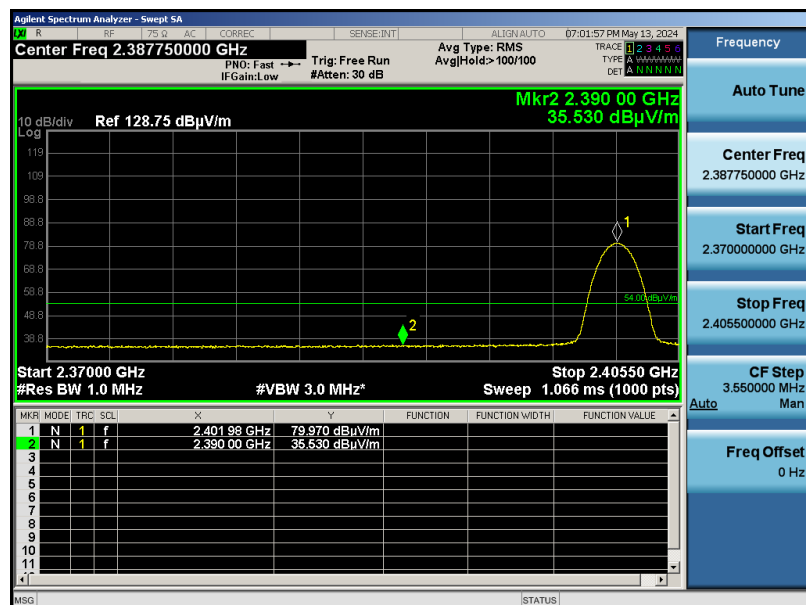 Agilent Spectrum Analyzer - Swept SA
LXI R RF 75 Ω AC CORREC SENSE:INT ALIGN AUTO 07:01:57 PM May 13, 2024
Center Freq 2.387750000 GHz
PNO: Fast
IFGain:Low
Trig: Free Run
#Atten: 30 dB
Avg Type: RMS
Avg|Hold:>100/100
TRACE 1 2 3 4 5 6
TYPE A WWWWW
DET A N N N N N
Mkr2 2.390 00 GHz
35.530 dBµV/m
10 dB/div
Log
Ref 128.75 dBµV/m
119
109
98.8
88.8
78.8
68.8
58.8
48.8
38.8
1
2
54.00 dBµV/m
Start 2.37000 GHz Stop 2.40550 GHz
#Res BW 1.0 MHz #VBW 3.0 MHz* Sweep 1.066 ms (1000 pts)
MKR MODE TRC SCL X Y FUNCTION FUNCTION WIDTH FUNCTION VALUE
1 N 1 f 2.401 98 GHz 79.970 dBµV/m
2 N 1 f 2.390 00 GHz 35.530 dBµV/m
3
4
5
6
7
8
9
10
11
MSG STATUS
Frequency
Auto Tune
Center Freq
2.387750000 GHz
Start Freq
2.370000000 GHz
Stop Freq
2.405500000 GHz
CF Step
3.550000 MHz
Auto Man
Freq Offset
0 Hz